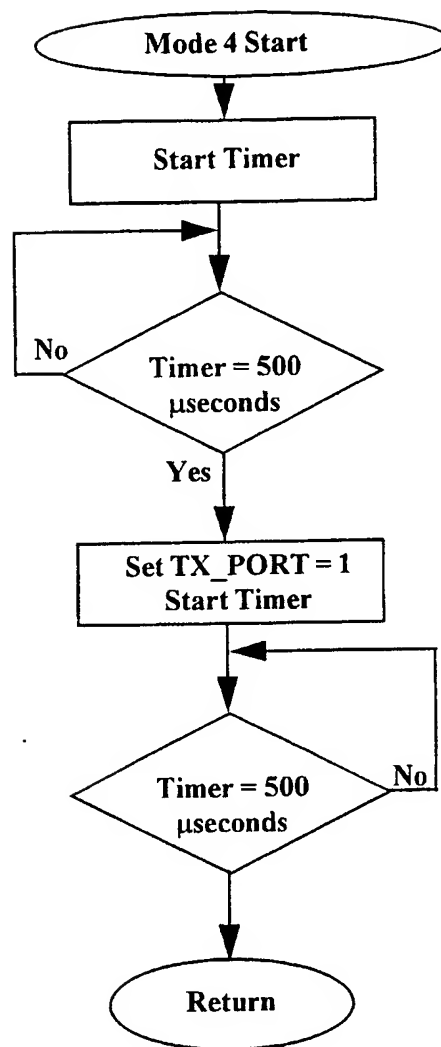 Mode 4 Start
Start Timer
No
Timer = 500
μseconds
Yes
Set TX_PORT = 1
Start Timer
Timer = 500
μseconds
No
Return